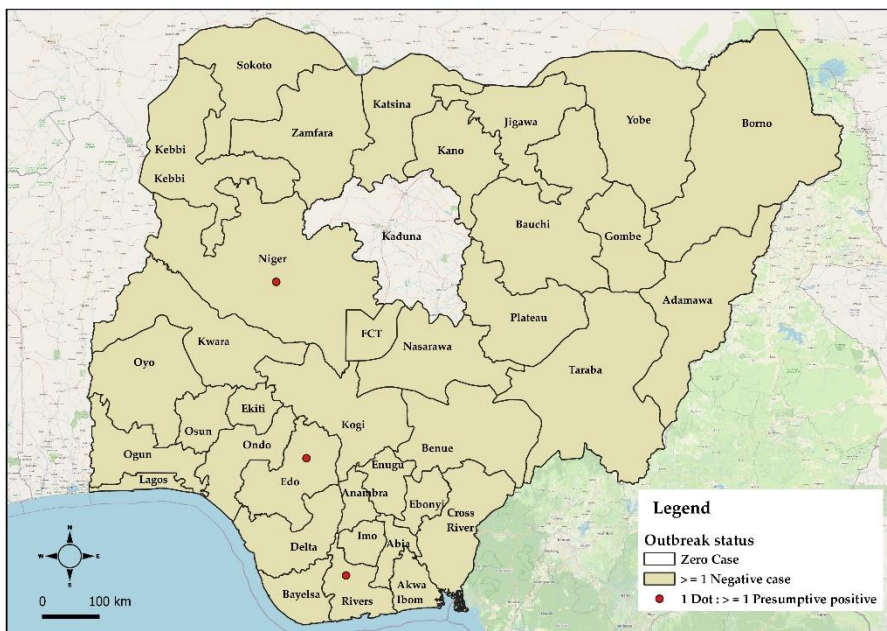 Sokoto
Katsina
Jigawa
Yobe
Borno
Zamfara
Kebbi
Kano
Kebbi
Kaduna
Bauchi
Gombe
Niger
Adamawa
Plateau
FCT
Kwara
Nasarawa
Oyo
Taraba
Ekiti
Osun
Kogi
Ondo
Benue
Ogun
Enugu
Lagos
Edo
Anambra
Ebonyi
Cross
River
Imo
Abia
Delta
Bayelsa
Rivers
Akwa
Ibom
N
W
E
S
0 100 km
Legend
Outbreak status
Zero Case
>= 1 Negative case
1 Dot : >= 1 Presumptive positive